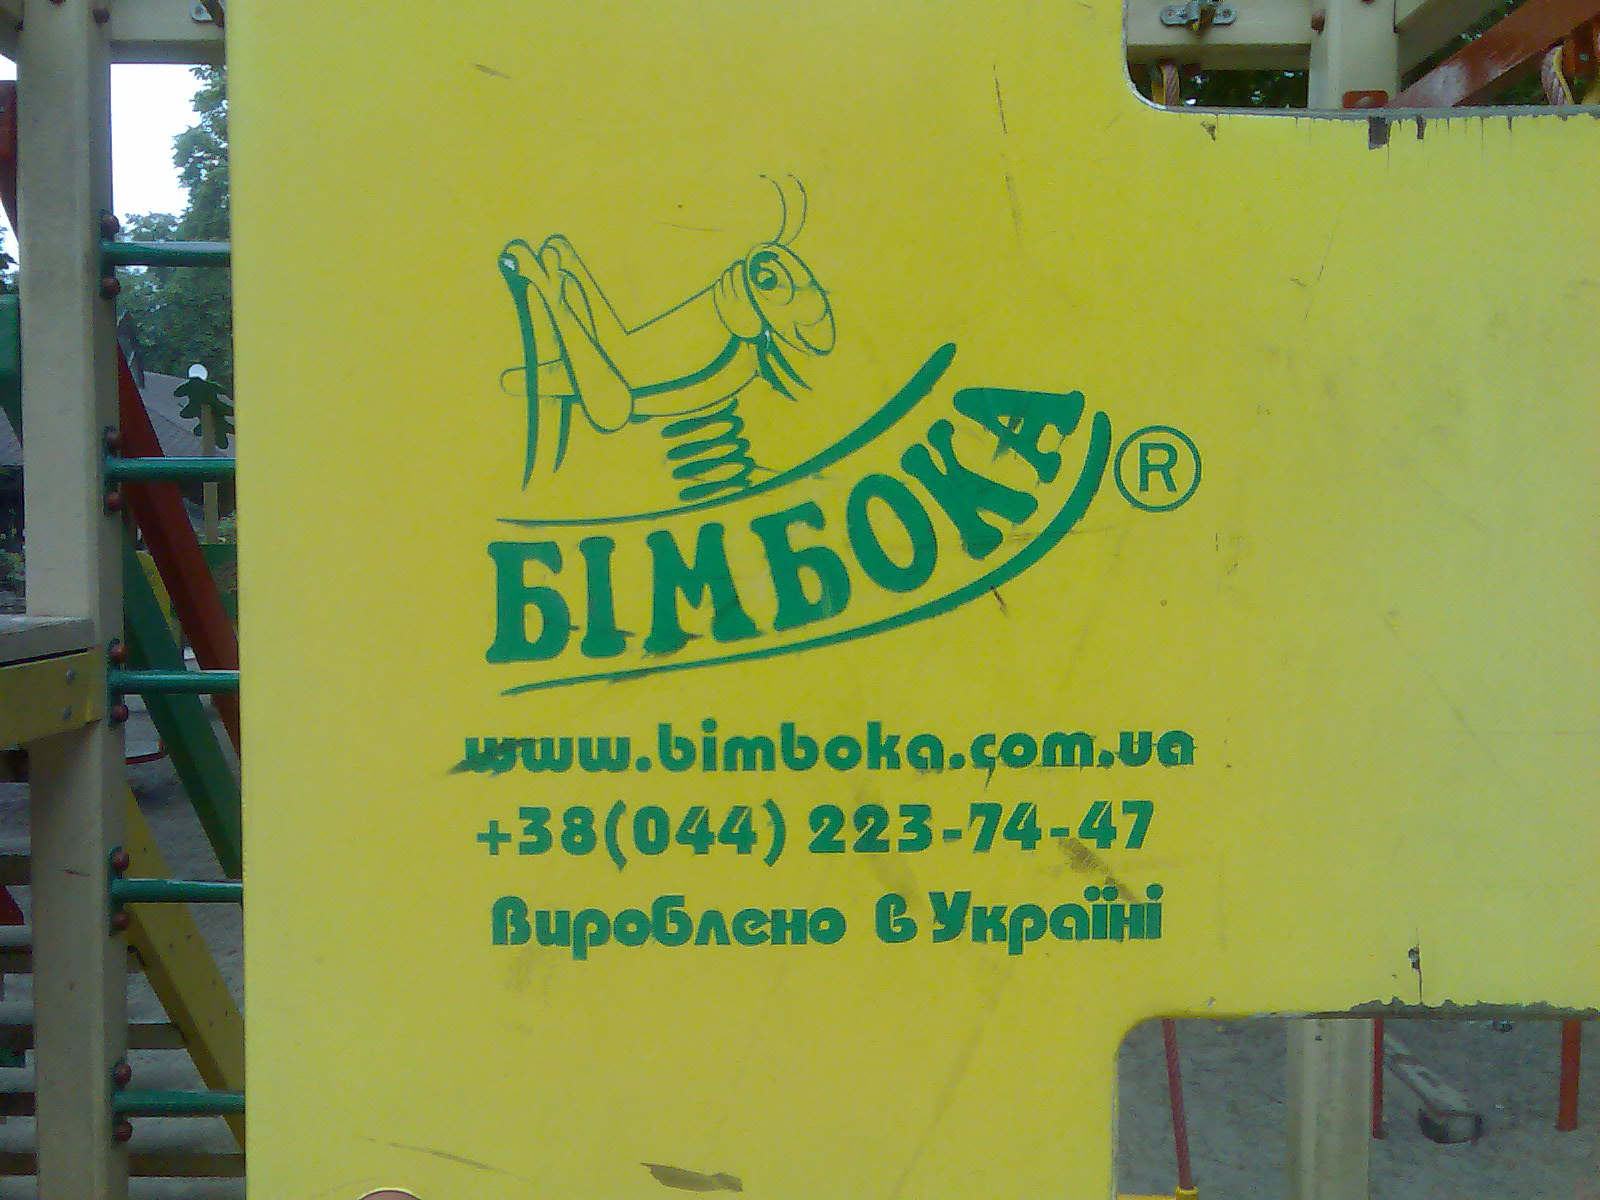 БІМБОКА ®
www.bimboka.com.ua
+38(044) 223-74-47
Вироблено в Україні